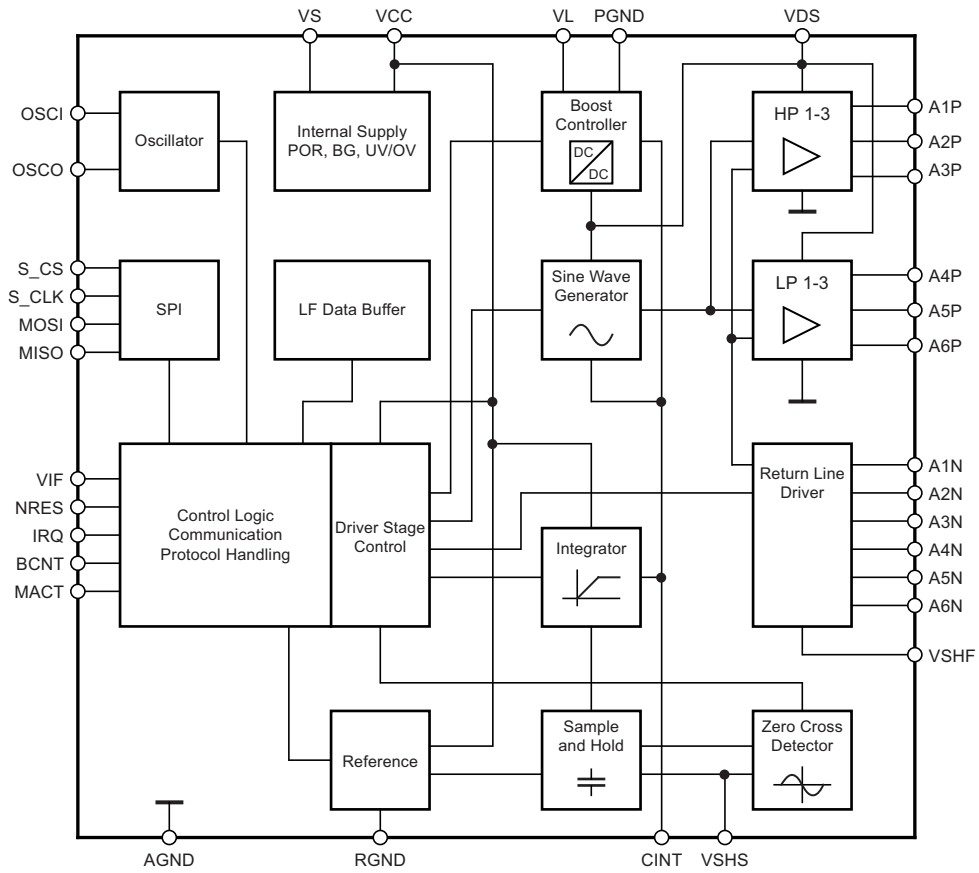 VS
VCC
VL
PGND
VDS
OSCI
OSCO
Oscillator
Internal Supply
POR, BG, UV/OV
Boost
Controller
DC
DC
HP 1-3
A1P
A2P
A3P
S_CS
S_CLK
MOSI
MISO
SPI
LF Data Buffer
Sine Wave
Generator
LP 1-3
A4P
A5P
A6P
VIF
NRES
IRQ
BCNT
MACT
Control Logic
Communication
Protocol Handling
Driver Stage
Control
Integrator
Return Line
Driver
A1N
A2N
A3N
A4N
A5N
A6N
VSHF
Reference
Sample
and Hold
Zero Cross
Detector
AGND
RGND
CINT
VSHS